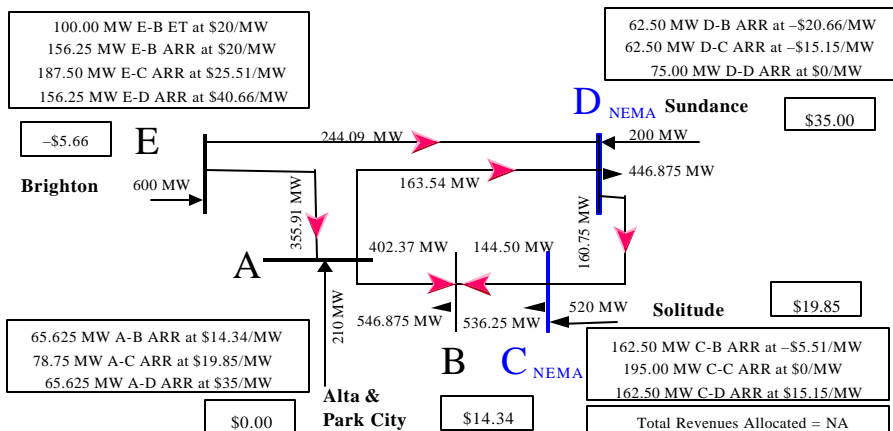 100.00 MW E-B ET at $20/MW
156.25 MW E-B ARR at $20/MW
187.50 MW E-C ARR at $25.51/MW
156.25 MW E-D ARR at $40.66/MW
62.50 MW D-B ARR at –$20.66/MW
62.50 MW D-C ARR at –$15.15/MW
75.00 MW D-D ARR at $0/MW
D NEMA Sundance
$35.00
–$5.66
E
244.09 MW
200 MW
Brighton
600 MW
163.54 MW
446.875 MW
355.91 MW
160.75 MW
A
402.37 MW
144.50 MW
210 MW
546.875 MW
536.25 MW
520 MW
Solitude
$19.85
65.625 MW A-B ARR at $14.34/MW
78.75 MW A-C ARR at $19.85/MW
65.625 MW A-D ARR at $35/MW
B
C NEMA
162.50 MW C-B ARR at –$5.51/MW
195.00 MW C-C ARR at $0/MW
162.50 MW C-D ARR at $15.15/MW
$0.00
Alta &
Park City
$14.34
Total Revenues Allocated = NA